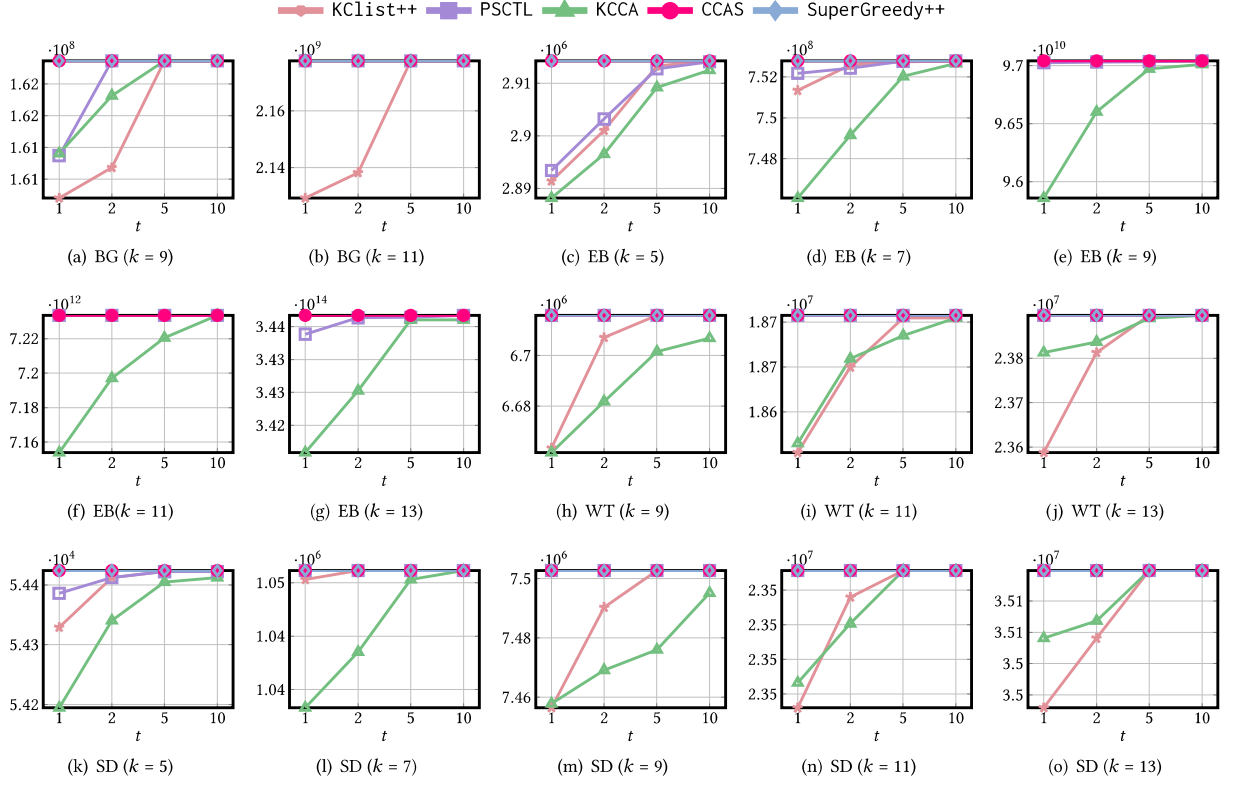 KClist++ PSCTL KCCA CCAS SuperGreedy++
·10^8
1.62
1.62
1.61
1.61
1 2 5 10
t
(a) BG (k = 9)
·10^9
2.16
2.14
1 2 5 10
t
(b) BG (k = 11)
·10^6
2.91
2.9
2.89
1 2 5 10
t
(c) EB (k = 5)
·10^8
7.52
7.5
7.48
1 2 5 10
t
(d) EB (k = 7)
·10^10
9.7
9.65
9.6
1 2 5 10
t
(e) EB (k = 9)
·10^12
7.22
7.2
7.18
7.16
1 2 5 10
t
(f) EB(k = 11)
·10^14
3.44
3.43
3.43
3.42
1 2 5 10
t
(g) EB (k = 13)
·10^6
6.7
6.68
1 2 5 10
t
(h) WT (k = 9)
·10^7
1.87
1.87
1.86
1 2 5 10
t
(i) WT (k = 11)
·10^7
2.38
2.37
2.36
1 2 5 10
t
(j) WT (k = 13)
·10^4
5.44
5.43
5.42
1 2 5 10
t
(k) SD (k = 5)
·10^6
1.05
1.04
1.04
1 2 5 10
t
(l) SD (k = 7)
·10^6
7.5
7.48
7.46
1 2 5 10
t
(m) SD (k = 9)
·10^7
2.35
2.35
2.35
2.35
1 2 5 10
t
(n) SD (k = 11)
·10^7
3.51
3.51
3.5
3.5
1 2 5 10
t
(o) SD (k = 13)